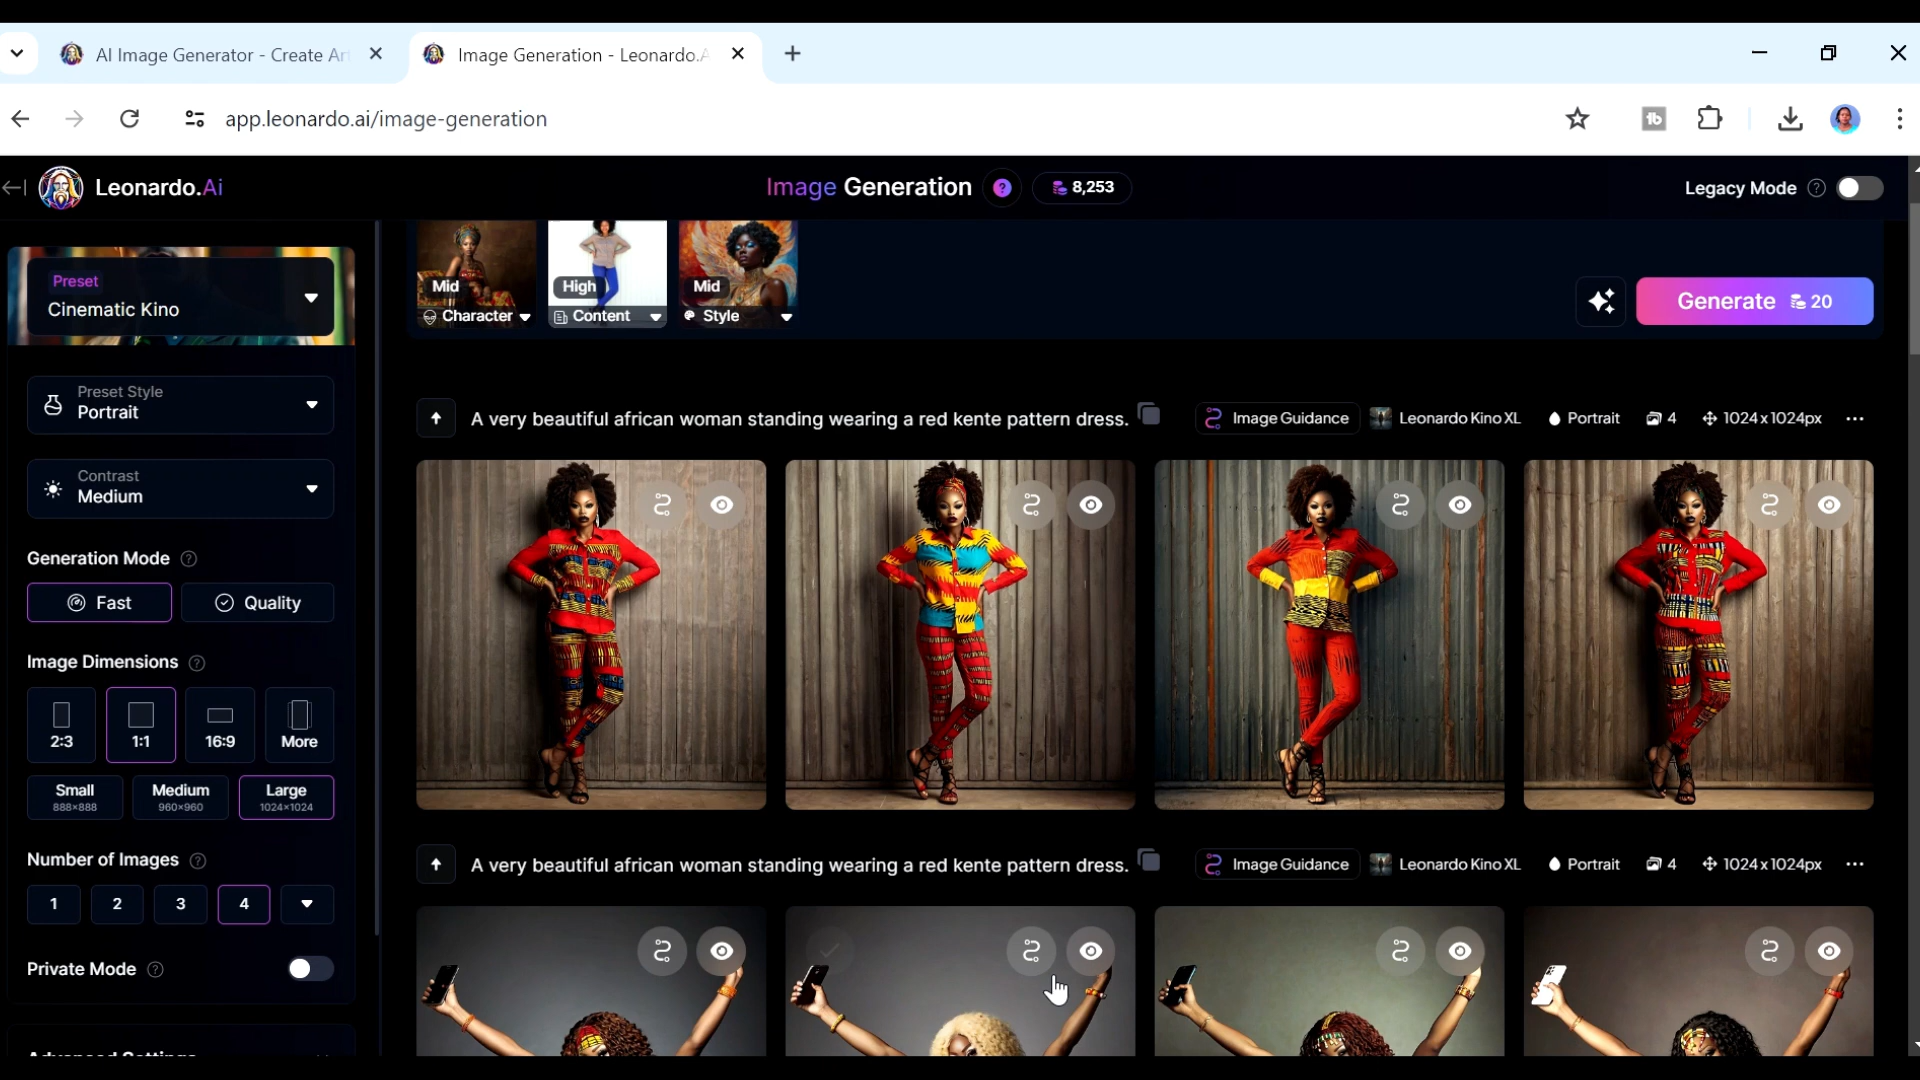 AI Image Generator - Create Ar
Image Generation - Leonardo.A
app.leonardo.ai/image-generation
tb
Leonardo.Ai
Image Generation
?
8,253
Legacy Mode
?
Preset
Cinematic Kino
Mid
Character
High
Content
Mid
Style
Generate 20
Preset Style
Portrait
A very beautiful african woman standing wearing a red kente pattern dress.
Image Guidance
Leonardo Kino XL
Portrait
4
1024x1024px
Contrast
Medium
Generation Mode ?
Fast
Quality
Image Dimensions ?
2:3
1:1
16:9
More
Small
888×888
Medium
960×960
Large
1024×1024
Number of Images ?
1
2
3
4
A very beautiful african woman standing wearing a red kente pattern dress.
Image Guidance
Leonardo Kino XL
Portrait
4
1024x1024px
Private Mode ?
Advanced Settings